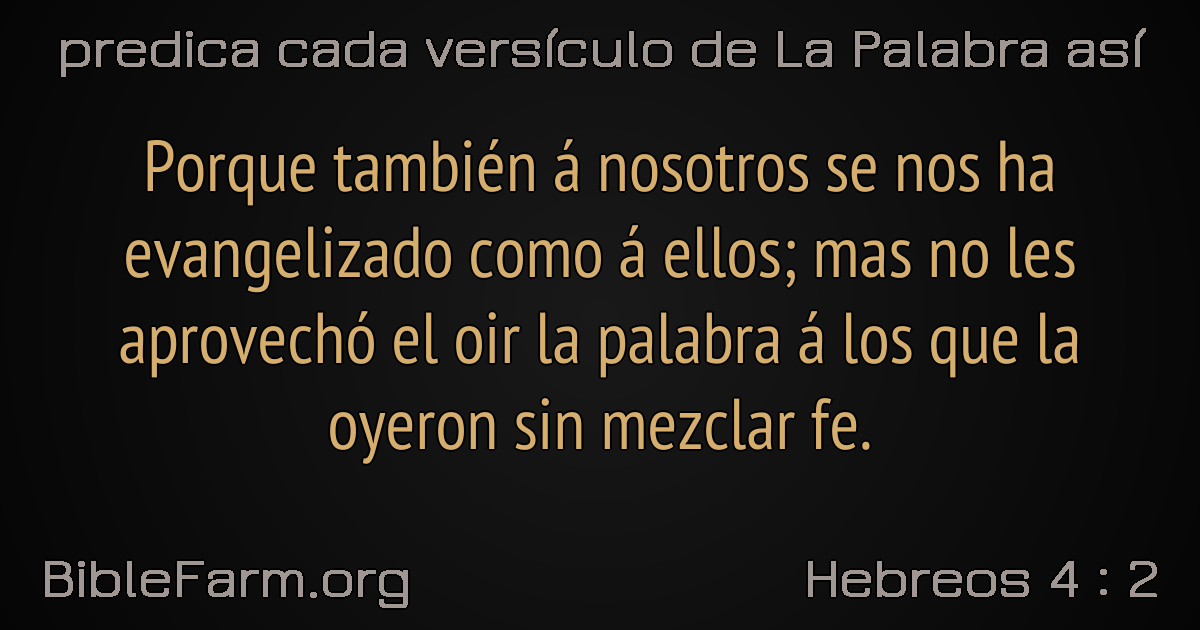 predica cada versículo de La Palabra así
Porque también á nosotros se nos ha
evangelizado como á ellos; mas no les
aprovechó el oir la palabra á los que la
oyeron sin mezclar fe.
BibleFarm.org
Hebreos 4 : 2